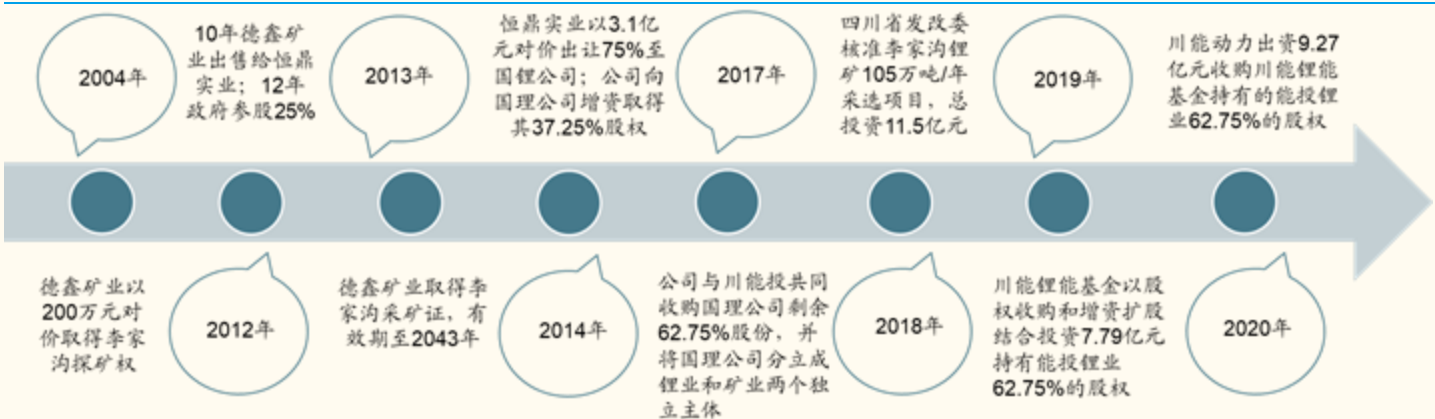 2004年
德鑫矿业以
200万元对
价取得李家
沟探矿权
10年德鑫矿
业出售给恒鼎
实业；12年
政府参股25%
2012年
2013年
德鑫矿业取得李
家沟采矿证，有
效期至2043年
恒鼎实业以3.1亿
元对价出让75%至
国锂公司；公司向
国理公司增资取得
其37.25%股权
2014年
2017年
公司与川能投共同
收购国理公司剩余
62.75%股份，并
将国理公司分立成
锂业和矿业两个独
立主体
四川省发改委
核准李家沟锂
矿105万吨/年
采选项目，总
投资11.5亿元
2018年
2019年
川能锂能基金以股
权收购和增资扩股
结合投资7.79亿元
持有能投锂业
62.75%的股权
川能动力出资9.27
亿元收购川能锂能
基金持有的能投锂
业62.75%的股权
2020年